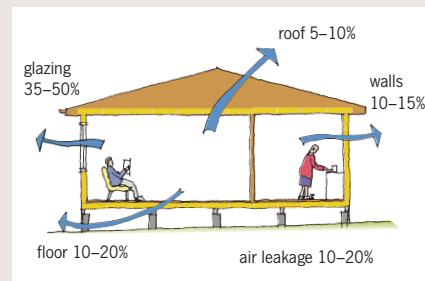 roof 5–10%
glazing
35–50%
walls
10–15%
floor 10–20%
air leakage 10–20%